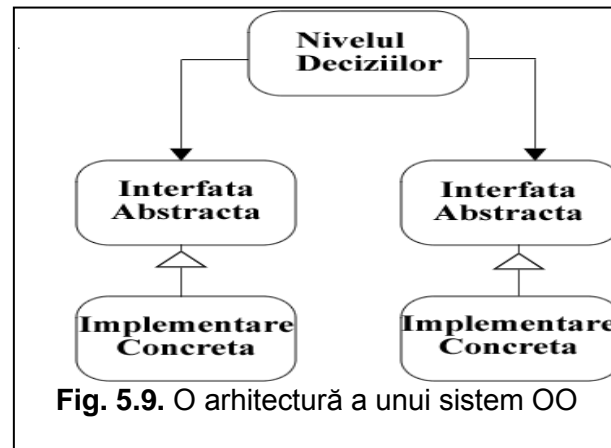 Nivelul
Deciziilor
Interfata
Abstracta
Interfata
Abstracta
Implementare
Concreta
Implementare
Concreta
Fig. 5.9. O arhitectură a unui sistem OO